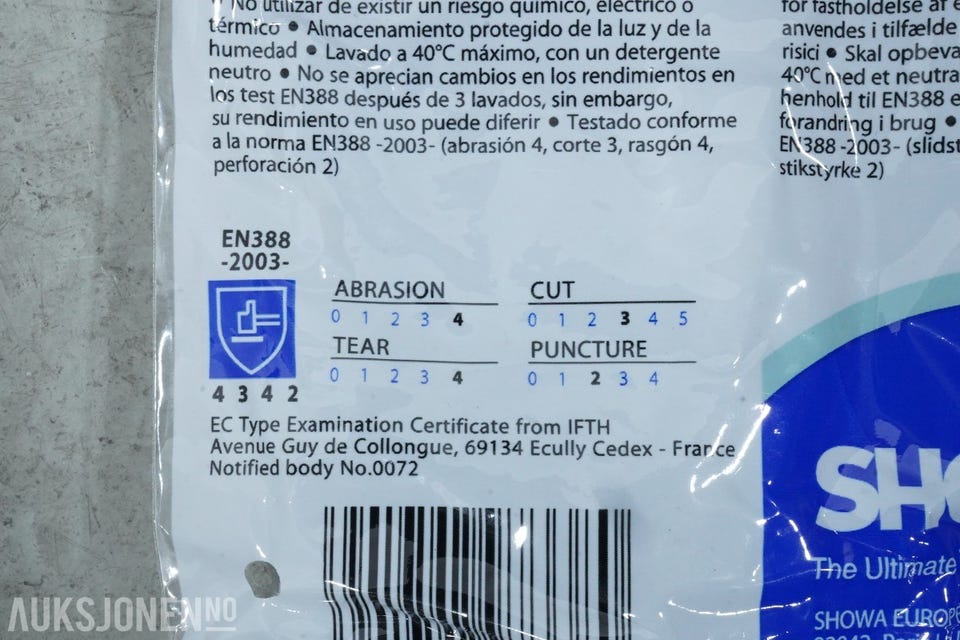 No utilizar de existir un riesgo químico, eléctrico o
térmico • Almacenamiento protegido de la luz y de la
humedad • Lavado a 40°C máximo, con un detergente
neutro • No se aprecian cambios en los rendimientos en
los test EN388 después de 3 lavados, sin embargo,
su rendimiento en uso puede diferir • Testado conforme
a la norma EN388 -2003- (abrasión 4, corte 3, rasgón 4,
perforación 2)
for fastholdelse af
anvendes i tilfælde
risici • Skal
40°C med et
henhold til EN388
forandring i brug •
EN388 -2003-
stikstyrke 2)
EN388
-2003-
4 3 4 2
ABRASION
0 1 2 3 4
CUT
0 1 2 3 4 5
TEAR
0 1 2 3 4
PUNCTURE
0 1 2 3 4
EC Type Examination Certificate from IFTH
Avenue Guy de Collongue, 69134 Ecully Cedex - France
Notified body No.0072
The Ultimate
SHOWA
AUKSJONEN.NO